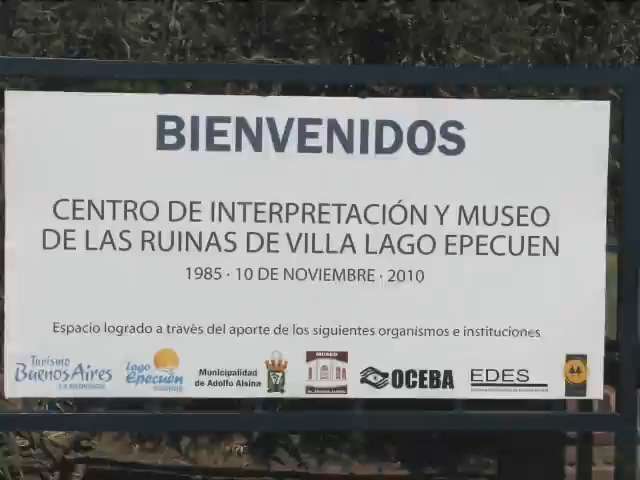 BIENVENIDOS
CENTRO DE INTERPRETACIÓN Y MUSEO
DE LAS RUINAS DE VILLA LAGO EPECUEN
1985 · 10 DE NOVIEMBRE · 2010
Espacio logrado a través del aporte de los siguientes organismos e instituciones
Turismo
Buenos Aires
LA PROVINCIA
Lago
Epecuén
Municipalidad
de Adolfo Alsina
MUSEO
OCEBA
EDES